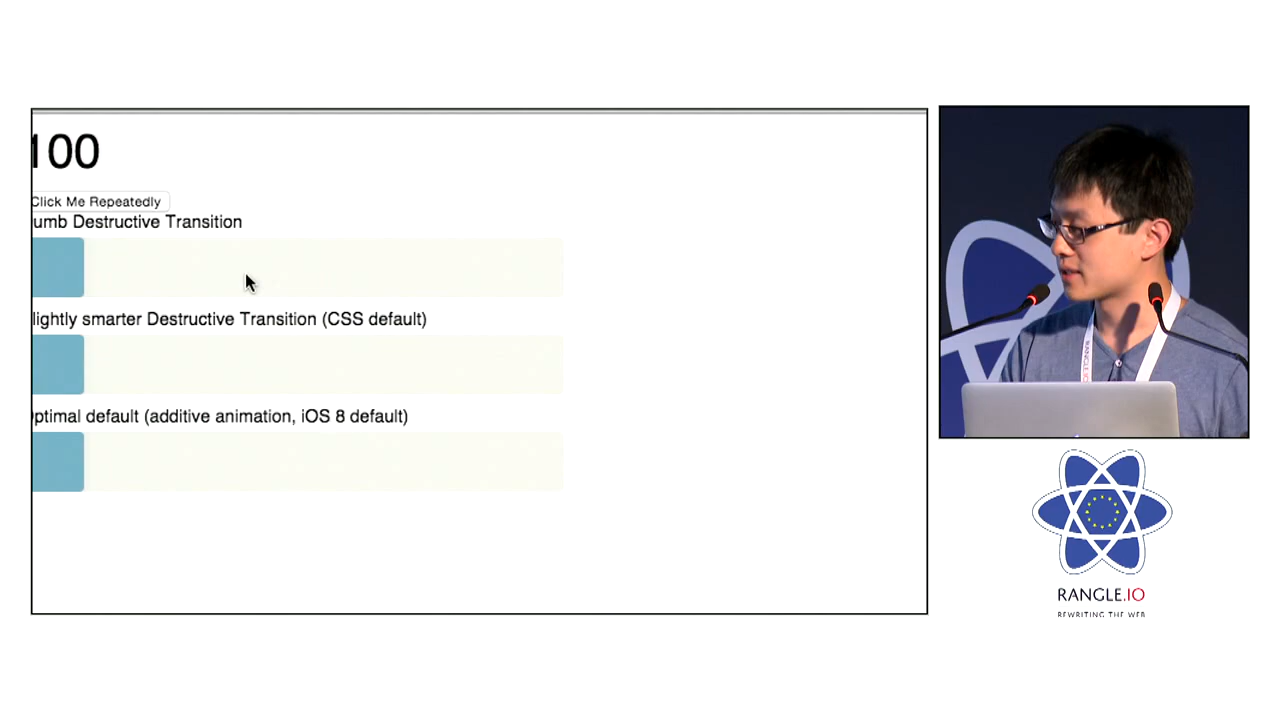 100
Click Me Repeatedly
umb Destructive Transition
lightly smarter Destructive Transition (CSS default)
ptimal default (additive animation, iOS 8 default)
RANGLE.IO
REWRITING THE WEB